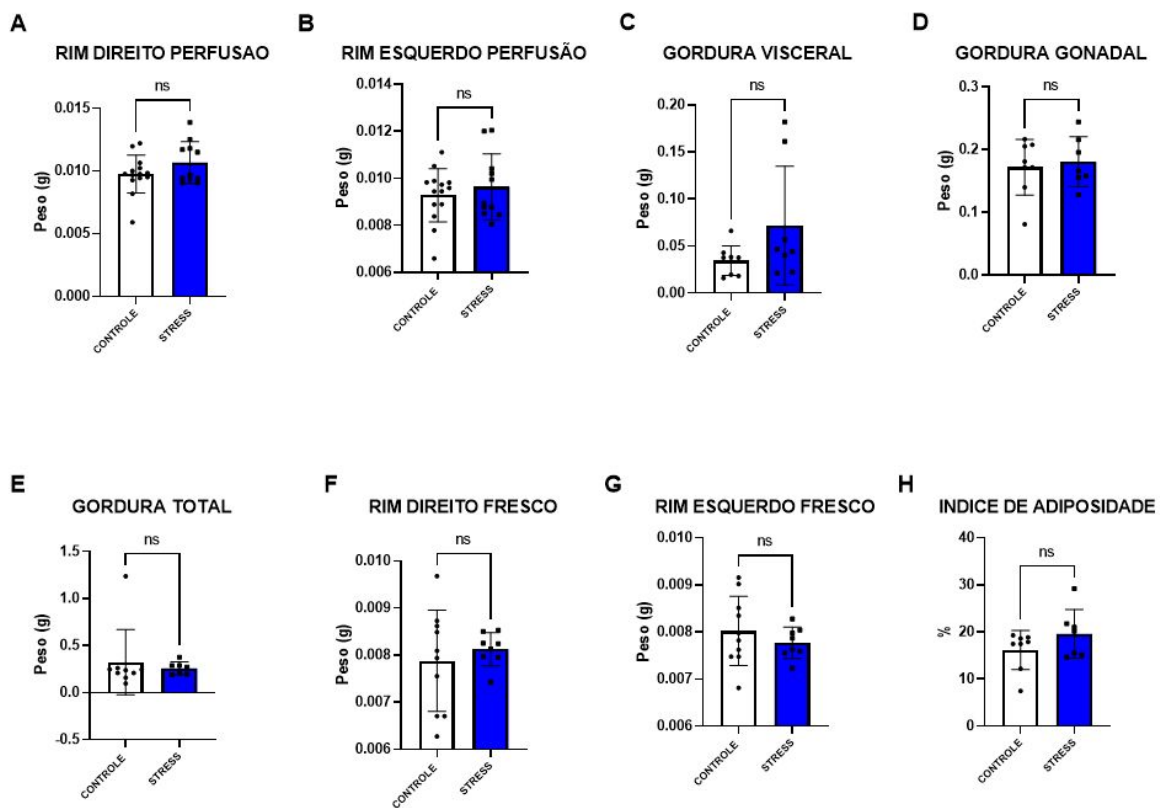 A
RIM DIREITO PERFUSAO
ns
0.015
0.010
0.005
0.000
Peso (g)
CONTROLE
STRESS
B
RIM ESQUERDO PERFUSÃO
ns
0.014
0.012
0.010
0.008
0.006
Peso (g)
CONTROLE
STRESS
C
GORDURA VISCERAL
ns
0.20
0.15
0.10
0.05
0.00
Peso (g)
CONTROLE
STRESS
D
GORDURA GONADAL
ns
0.3
0.2
0.1
0.0
Peso (g)
CONTROLE
STRESS
E
GORDURA TOTAL
ns
1.5
1.0
0.5
0.0
-0.5
Peso (g)
CONTROLE
STRESS
F
RIM DIREITO FRESCO
ns
0.010
0.009
0.008
0.007
0.006
Peso (g)
CONTROLE
STRESS
G
RIM ESQUERDO FRESCO
ns
0.010
0.009
0.008
0.007
0.006
Peso (g)
CONTROLE
STRESS
H
INDICE DE ADIPOSIDADE
ns
40
30
20
10
0
%
CONTROLE
STRESS